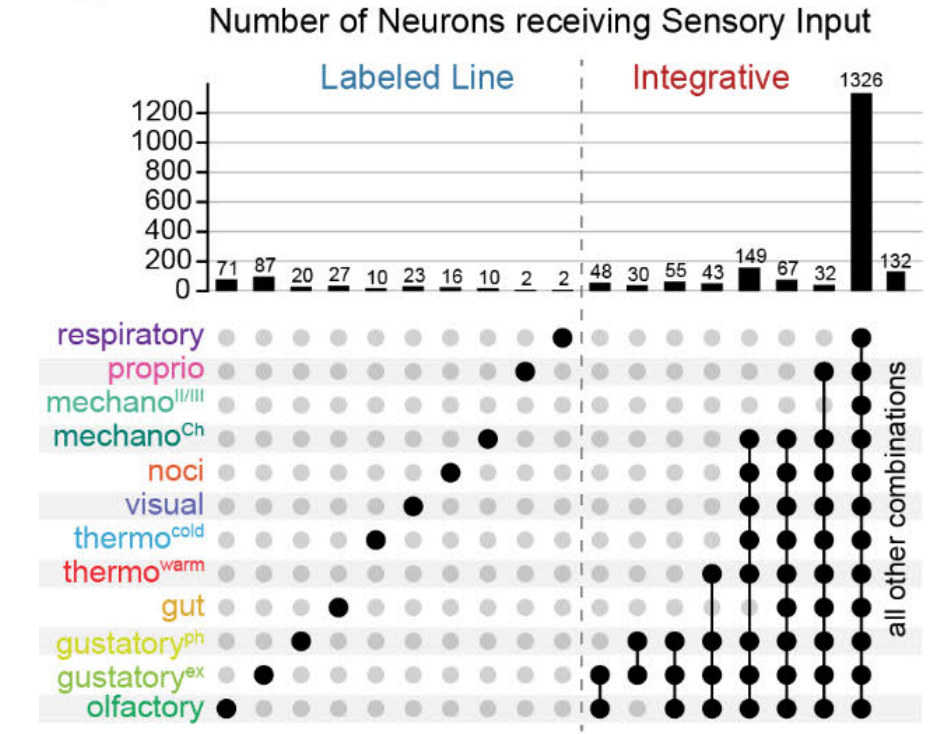 Number of Neurons receiving Sensory Input
Labeled Line
Integrative
1200
1000
800
600
400
200
0
71
87
20
27
10
23
16
10
2
2
48
30
55
43
149
67
32
1326
132
respiratory
proprio
mechanoII/III
mechanoCh
noci
visual
thermocold
thermowarm
gut
gustatoryph
gustatoryex
olfactory
all other combinations